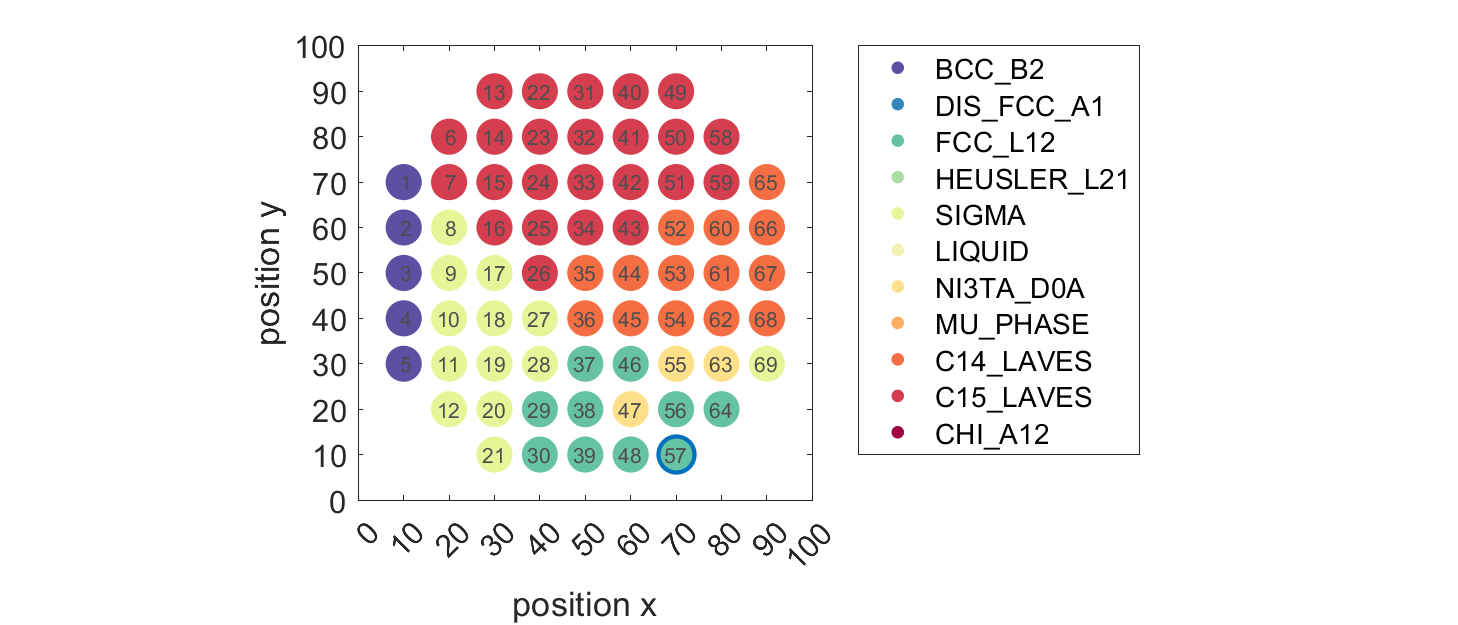 100
90
80
70
60
50
40
30
20
10
0
position y
13 22 31 40 49
6 14 23 32 41 50 58
1 7 15 24 33 42 51 59 65
2 8 16 25 34 43 52 60 66
3 9 17 26 35 44 53 61 67
4 10 18 27 36 45 54 62 68
5 11 19 28 37 46 55 63 69
12 20 29 38 47 56 64
21 30 39 48 57
0 10 20 30 40 50 60 70 80 90 100
position x
BCC_B2
DIS_FCC_A1
FCC_L12
HEUSLER_L21
SIGMA
LIQUID
NI3TA_D0A
MU_PHASE
C14_LAVES
C15_LAVES
CHI_A12